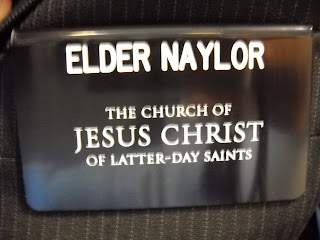 ELDER NAYLOR
THE CHURCH OF
JESUS CHRIST
OF LATTER-DAY SAINTS